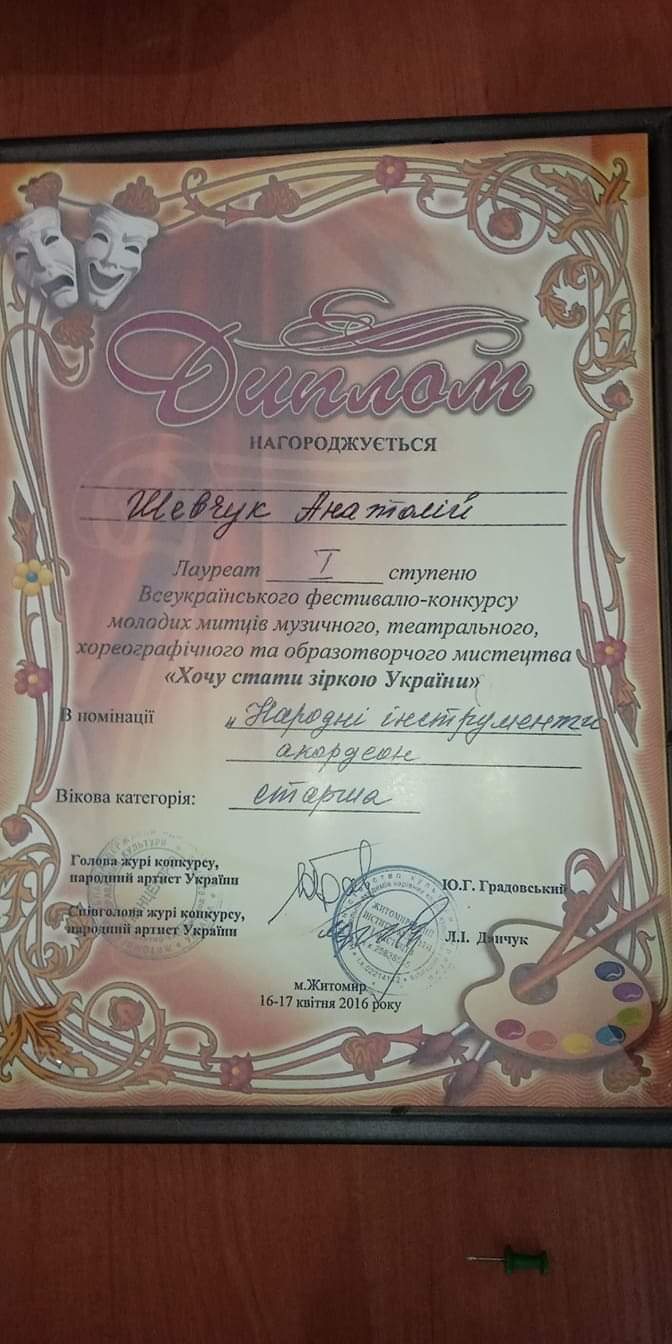 Диплом
НАГОРОДЖУЄТЬСЯ
Шевчук Анатолій
Лауреат I ступеню
Всеукраїнського фестивалю-конкурсу
молодих митців музичного, театрального,
хореографічного та образотворчого мистецтва
«Хочу стати зіркою України»
В номінації „Народні інструменти
акордеон
Вікова категорія: старша
Голова журі конкурсу,
народний артист України Ю.Г. Градовський
Співголова журі конкурсу,
народний артист України Л.І. Данчук
м.Житомир
16-17 квітня 2016 року